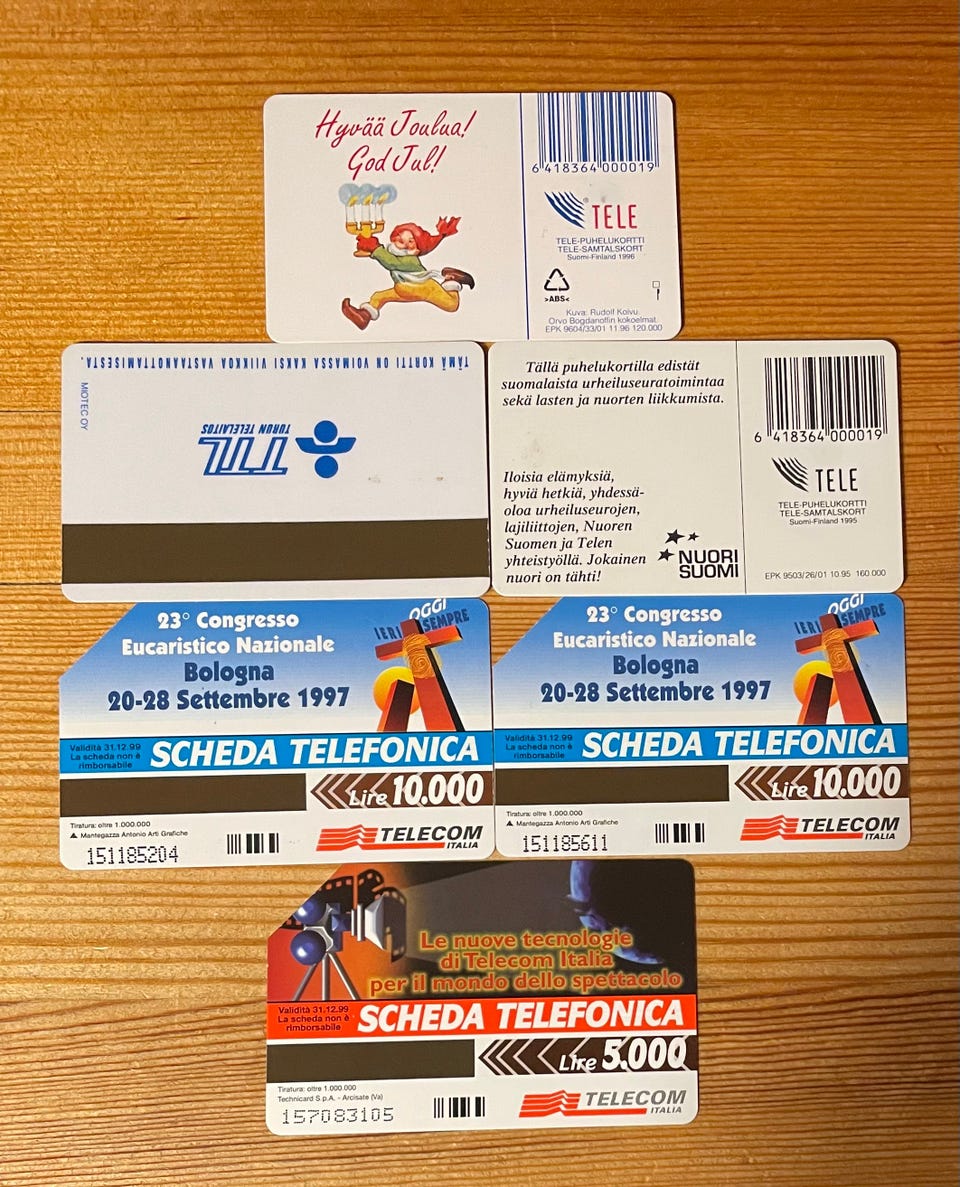 Hyvää Joulua!
God Jul!
6 418364 000019
TELE
TELE-PUHELUKORTTI
TELE-SAMTALSKORT
Suomi-Finland 1996
>ABS<
Kuva: Rudolf Koivu.
Orvo Bogdanoffin kokoelmat.
EPK 9604/33/01 11.96 120.000
TÄMÄ KORTTI ON VOIMASSA KAKSI VIIKKOA VASTAANOTTAMISESTA.
MIOTEC OY
TTL
TURUN TELELAITOS
Tällä puhelukortilla edistät
suomalaista urheiluseuratoimintaa
sekä lasten ja nuorten liikkumista.
Iloisia elämyksiä,
hyviä hetkiä, yhdessä-
oloa urheiluseurojen,
lajiliittojen, Nuoren
Suomen ja Telen
yhteistyöllä. Jokainen
nuori on tähti!
NUORI
SUOMI
6 418364 000019
TELE
TELE-PUHELUKORTTI
TELE-SAMTALSKORT
Suomi-Finland 1995
EPK 9503/26/01 10.95 160.000
23° Congresso
Eucaristico Nazionale
Bologna
20-28 Settembre 1997
IERI OGGI SEMPRE
Validità 31.12.99
La scheda non è
rimborsabile
SCHEDA TELEFONICA
Lire 10.000
Tiratura: oltre 1.000.000
Mantegazza Antonio Arti Grafiche
151185204
TELECOM
ITALIA
23° Congresso
Eucaristico Nazionale
Bologna
20-28 Settembre 1997
IERI OGGI SEMPRE
Validità 31.12.99
La scheda non è
rimborsabile
SCHEDA TELEFONICA
Lire 10.000
Tiratura: oltre 1.000.000
Mantegazza Antonio Arti Grafiche
151185611
TELECOM
ITALIA
Le nuove tecnologie
di Telecom Italia
per il mondo dello spettacolo
Validità 31.12.99
La scheda non è
rimborsabile
SCHEDA TELEFONICA
Lire 5.000
Tiratura: oltre 1.000.000
Technicard S.p.A. - Arcisate (Va)
157083105
TELECOM
ITALIA